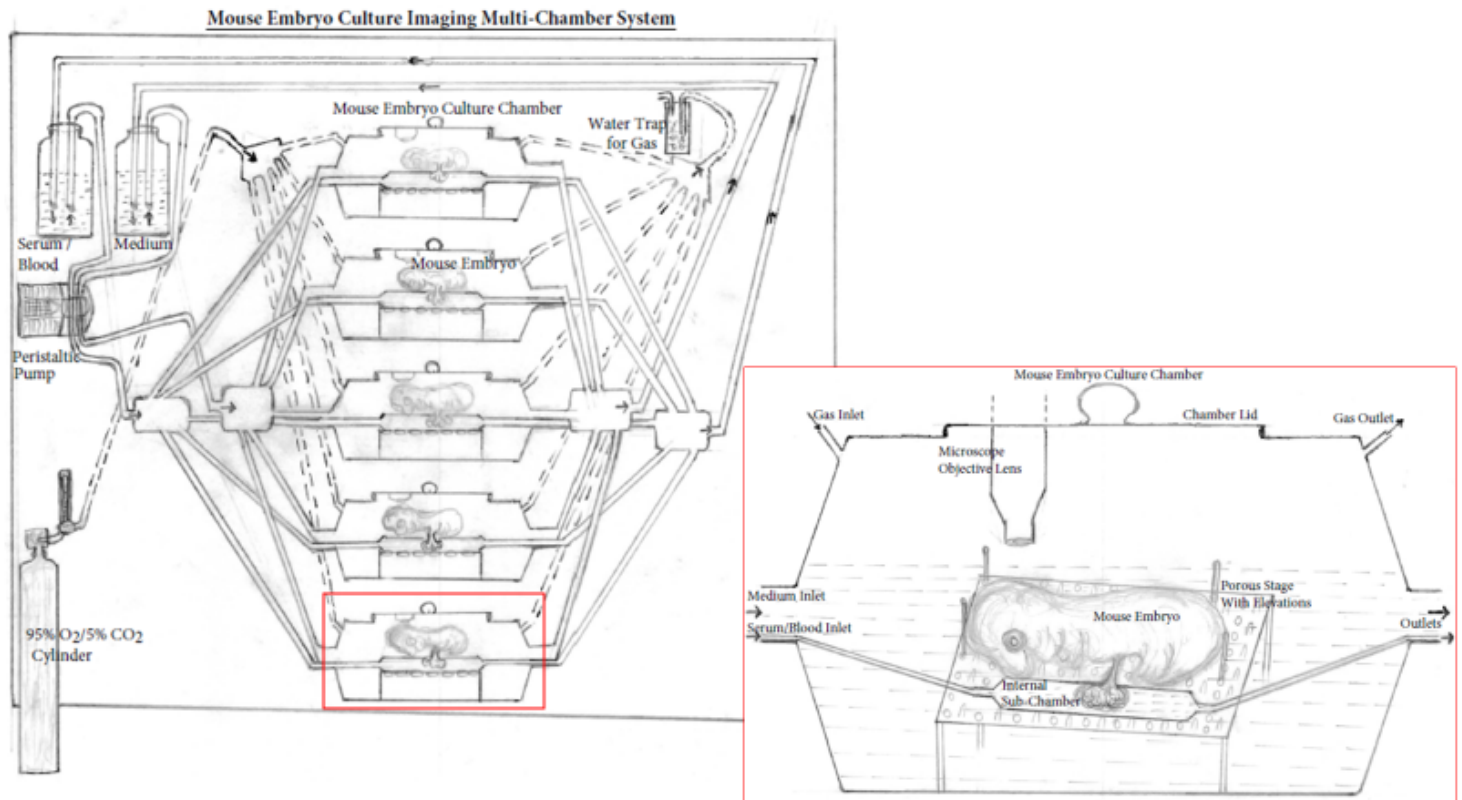 Mouse Embryo Culture Imaging Multi-Chamber System
Mouse Embryo Culture Chamber
Water Trap
for Gas
Serum /
Blood
Medium
Mouse Embryo
Peristaltic
Pump
95% O2/5% CO2
Cylinder
Mouse Embryo Culture Chamber
Gas Inlet
Chamber Lid
Gas Outlet
Microscope
Objective Lens
Medium Inlet
Porous Stage
With Elevations
Mouse Embryo
Serum/Blood Inlet
Outlets
Internal
Sub-Chamber